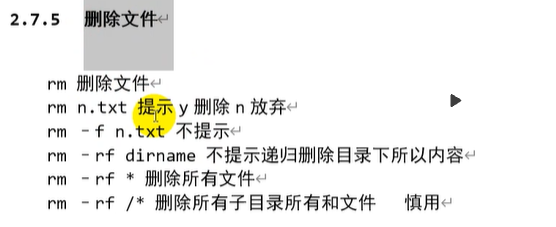 2.7.5 删除文件
rm 删除文件
rm n.txt 提示 y 删除 n 放弃
rm -f n.txt 不提示
rm -rf dirname 不提示递归删除目录下所以内容
rm -rf * 删除所有文件
rm -rf /* 删除所有子目录所有和文件 慎用